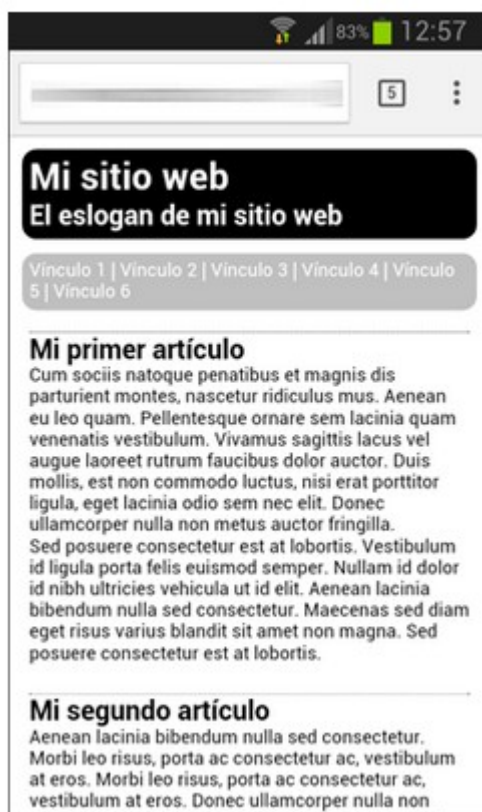 83% 12:57
5
Mi sitio web
El eslogan de mi sitio web
Vínculo 1 | Vínculo 2 | Vínculo 3 | Vínculo 4 | Vínculo
5 | Vínculo 6
Mi primer artículo
Cum sociis natoque penatibus et magnis dis
parturient montes, nascetur ridiculus mus. Aenean
eu leo quam. Pellentesque ornare sem lacinia quam
venenatis vestibulum. Vivamus sagittis lacus vel
augue laoreet rutrum faucibus dolor auctor. Duis
mollis, est non commodo luctus, nisi erat porttitor
ligula, eget lacinia odio sem nec elit. Donec
ullamcorper nulla non metus auctor fringilla.
Sed posuere consectetur est at lobortis. Vestibulum
id ligula porta felis euismod semper. Nullam id dolor
id nibh ultricies vehicula ut id elit. Aenean lacinia
bibendum nulla sed consectetur. Maecenas sed diam
eget risus varius blandit sit amet non magna. Sed
posuere consectetur est at lobortis.
Mi segundo artículo
Aenean lacinia bibendum nulla sed consectetur.
Morbi leo risus, porta ac consectetur ac, vestibulum
at eros. Morbi leo risus, porta ac consectetur ac,
vestibulum at eros. Donec ullamcorper nulla non